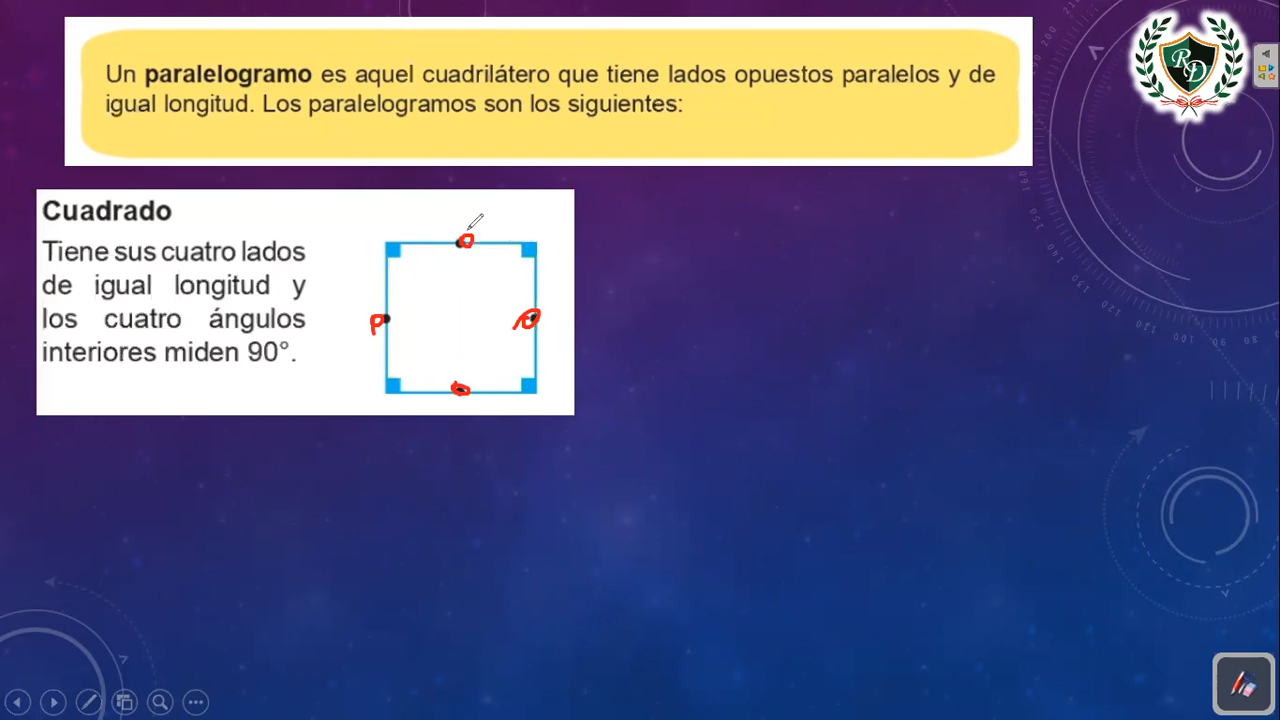 Un paralelogramo es aquel cuadrilátero que tiene lados opuestos paralelos y de
igual longitud. Los paralelogramos son los siguientes:
Cuadrado
Tiene sus cuatro lados
de igual longitud y
los cuatro ángulos
interiores miden 90°.
P
RD